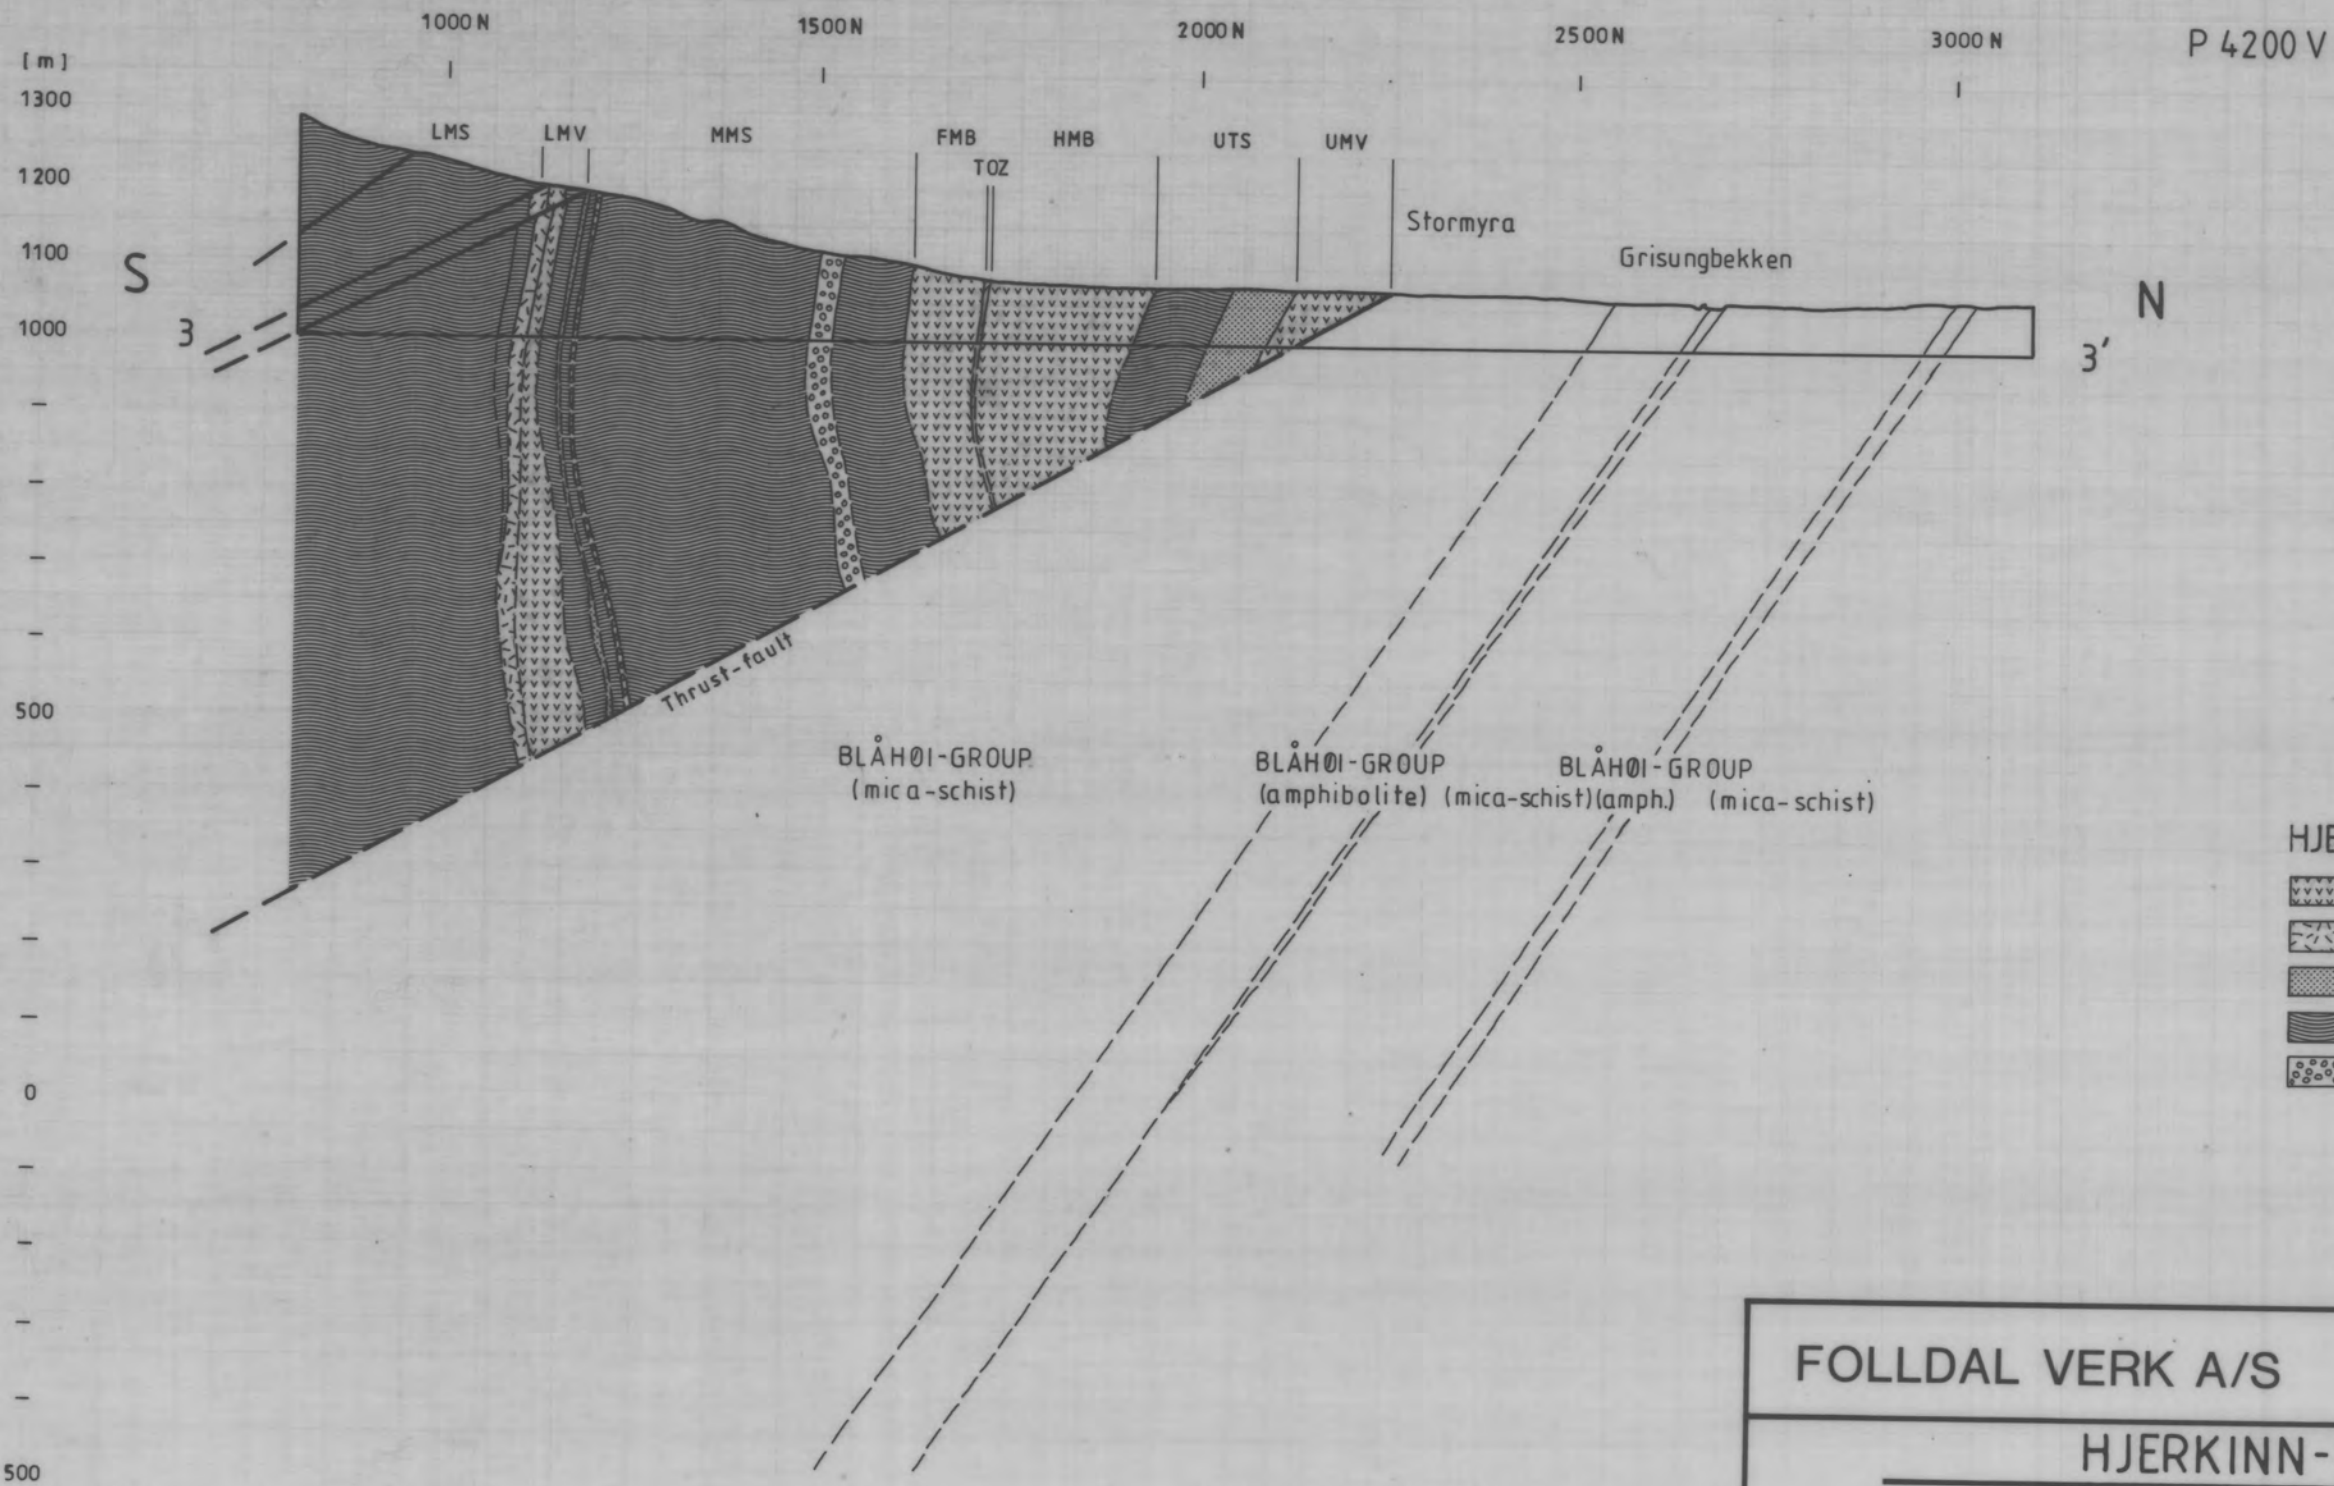 1000 N 1500 N 2000 N 2500 N 3000 N P 4200 V
[m]
1300
LMS LMV MMS FMB HMB UTS UMV
TOZ
1200
Stormyra
1100
Grisungbekken
S N
1000
3 3´
Thrust-fault
500
BLÅHØI-GROUP BLÅHØI-GROUP BLÅHØI-GROUP
(mica-schist) (amphibolite) (mica-schist) (amph.) (mica-schist)
HJE
0
FOLLDAL VERK A/S
HJERKINN-
500